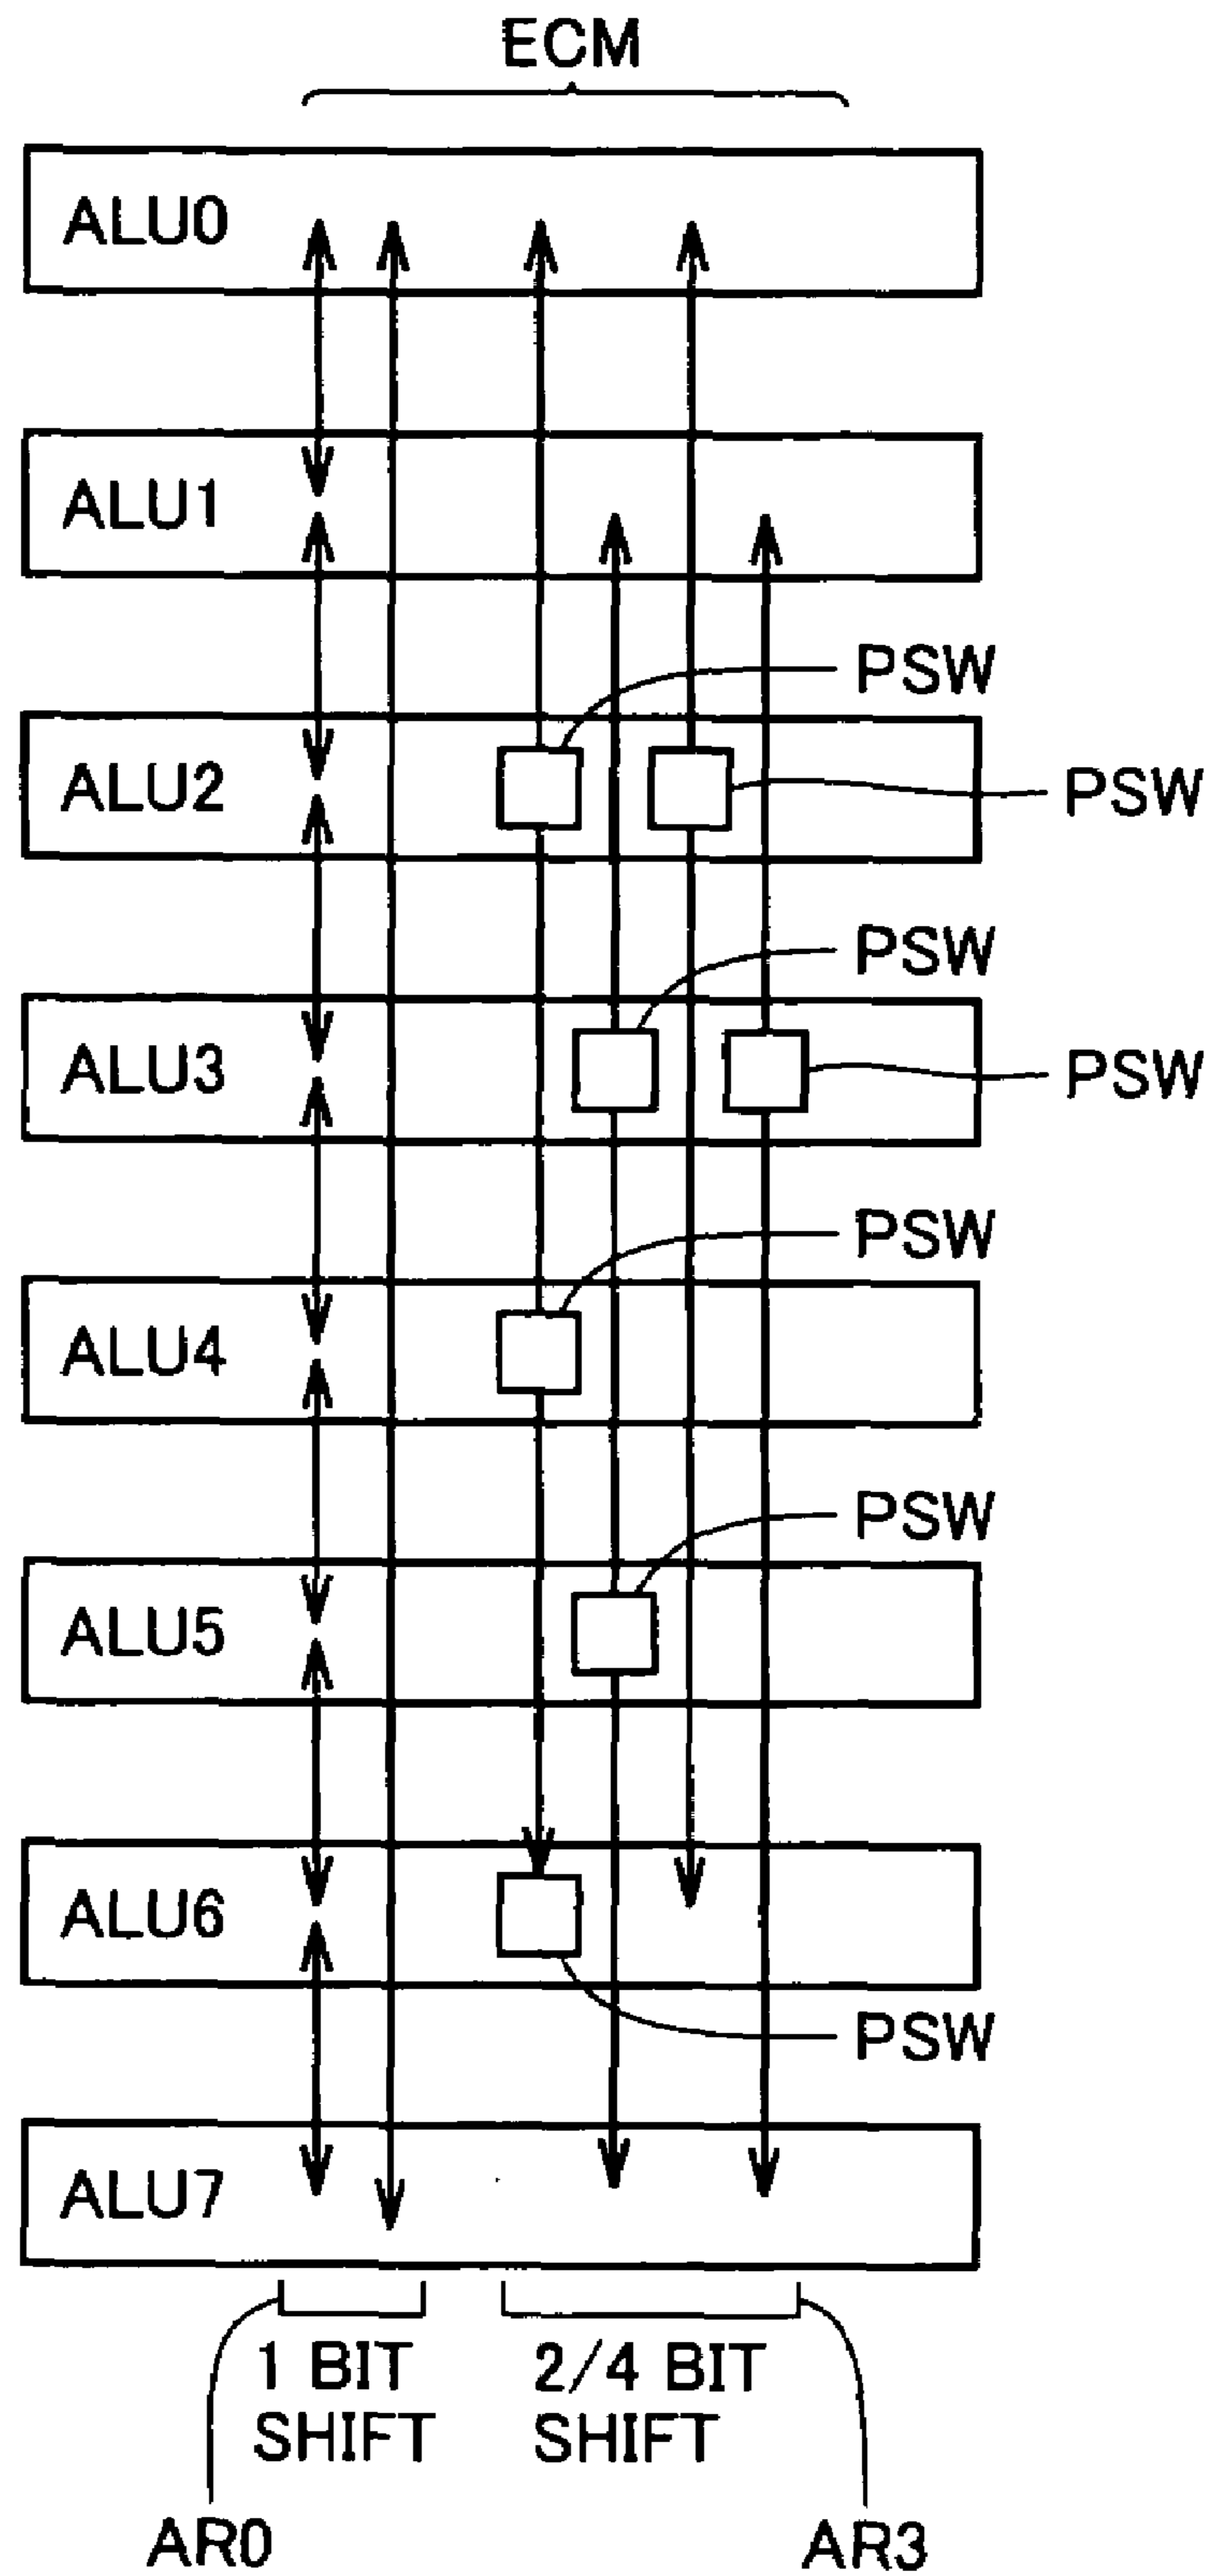 ECM
ALU0
ALU1
PSW
ALU2
PSW
PSW
ALU3
PSW
PSW
ALU4
PSW
ALU5
ALU6
PSW
ALU7
1 BIT
SHIFT
2/4 BIT
SHIFT
AR0
AR3